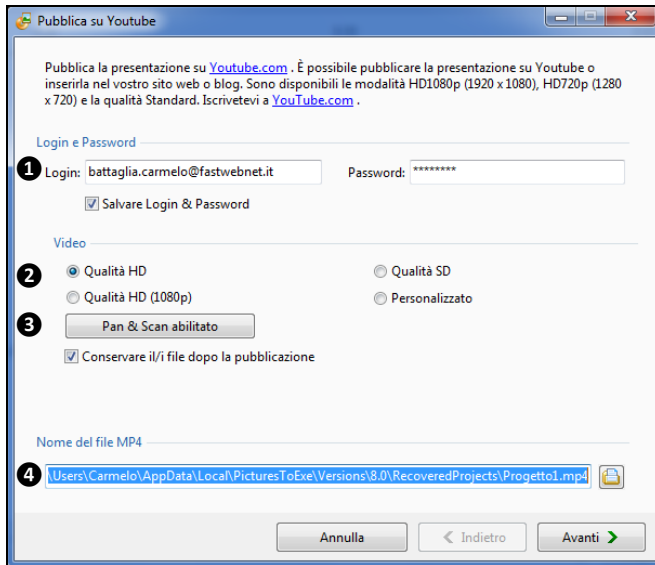 Pubblica su Youtube
Pubblica la presentazione su Youtube.com . È possibile pubblicare la presentazione su Youtube o
inserirla nel vostro sito web o blog. Sono disponibili le modalità HD1080p (1920 x 1080), HD720p (1280
x 720) e la qualità Standard. Iscrivetevi a YouTube.com .
Login e Password
1 Login: battaglia.carmelo@fastwebnet.it Password: ********
Salvare Login & Password
Video
2 Qualità HD Qualità SD
Qualità HD (1080p) Personalizzato
3 Pan & Scan abilitato
Conservare il/i file dopo la pubblicazione
Nome del file MP4
4 \Users\Carmelo\AppData\Local\PicturesToExe\Versions\8.0\RecoveredProjects\Progetto1.mp4
Annulla Indietro Avanti